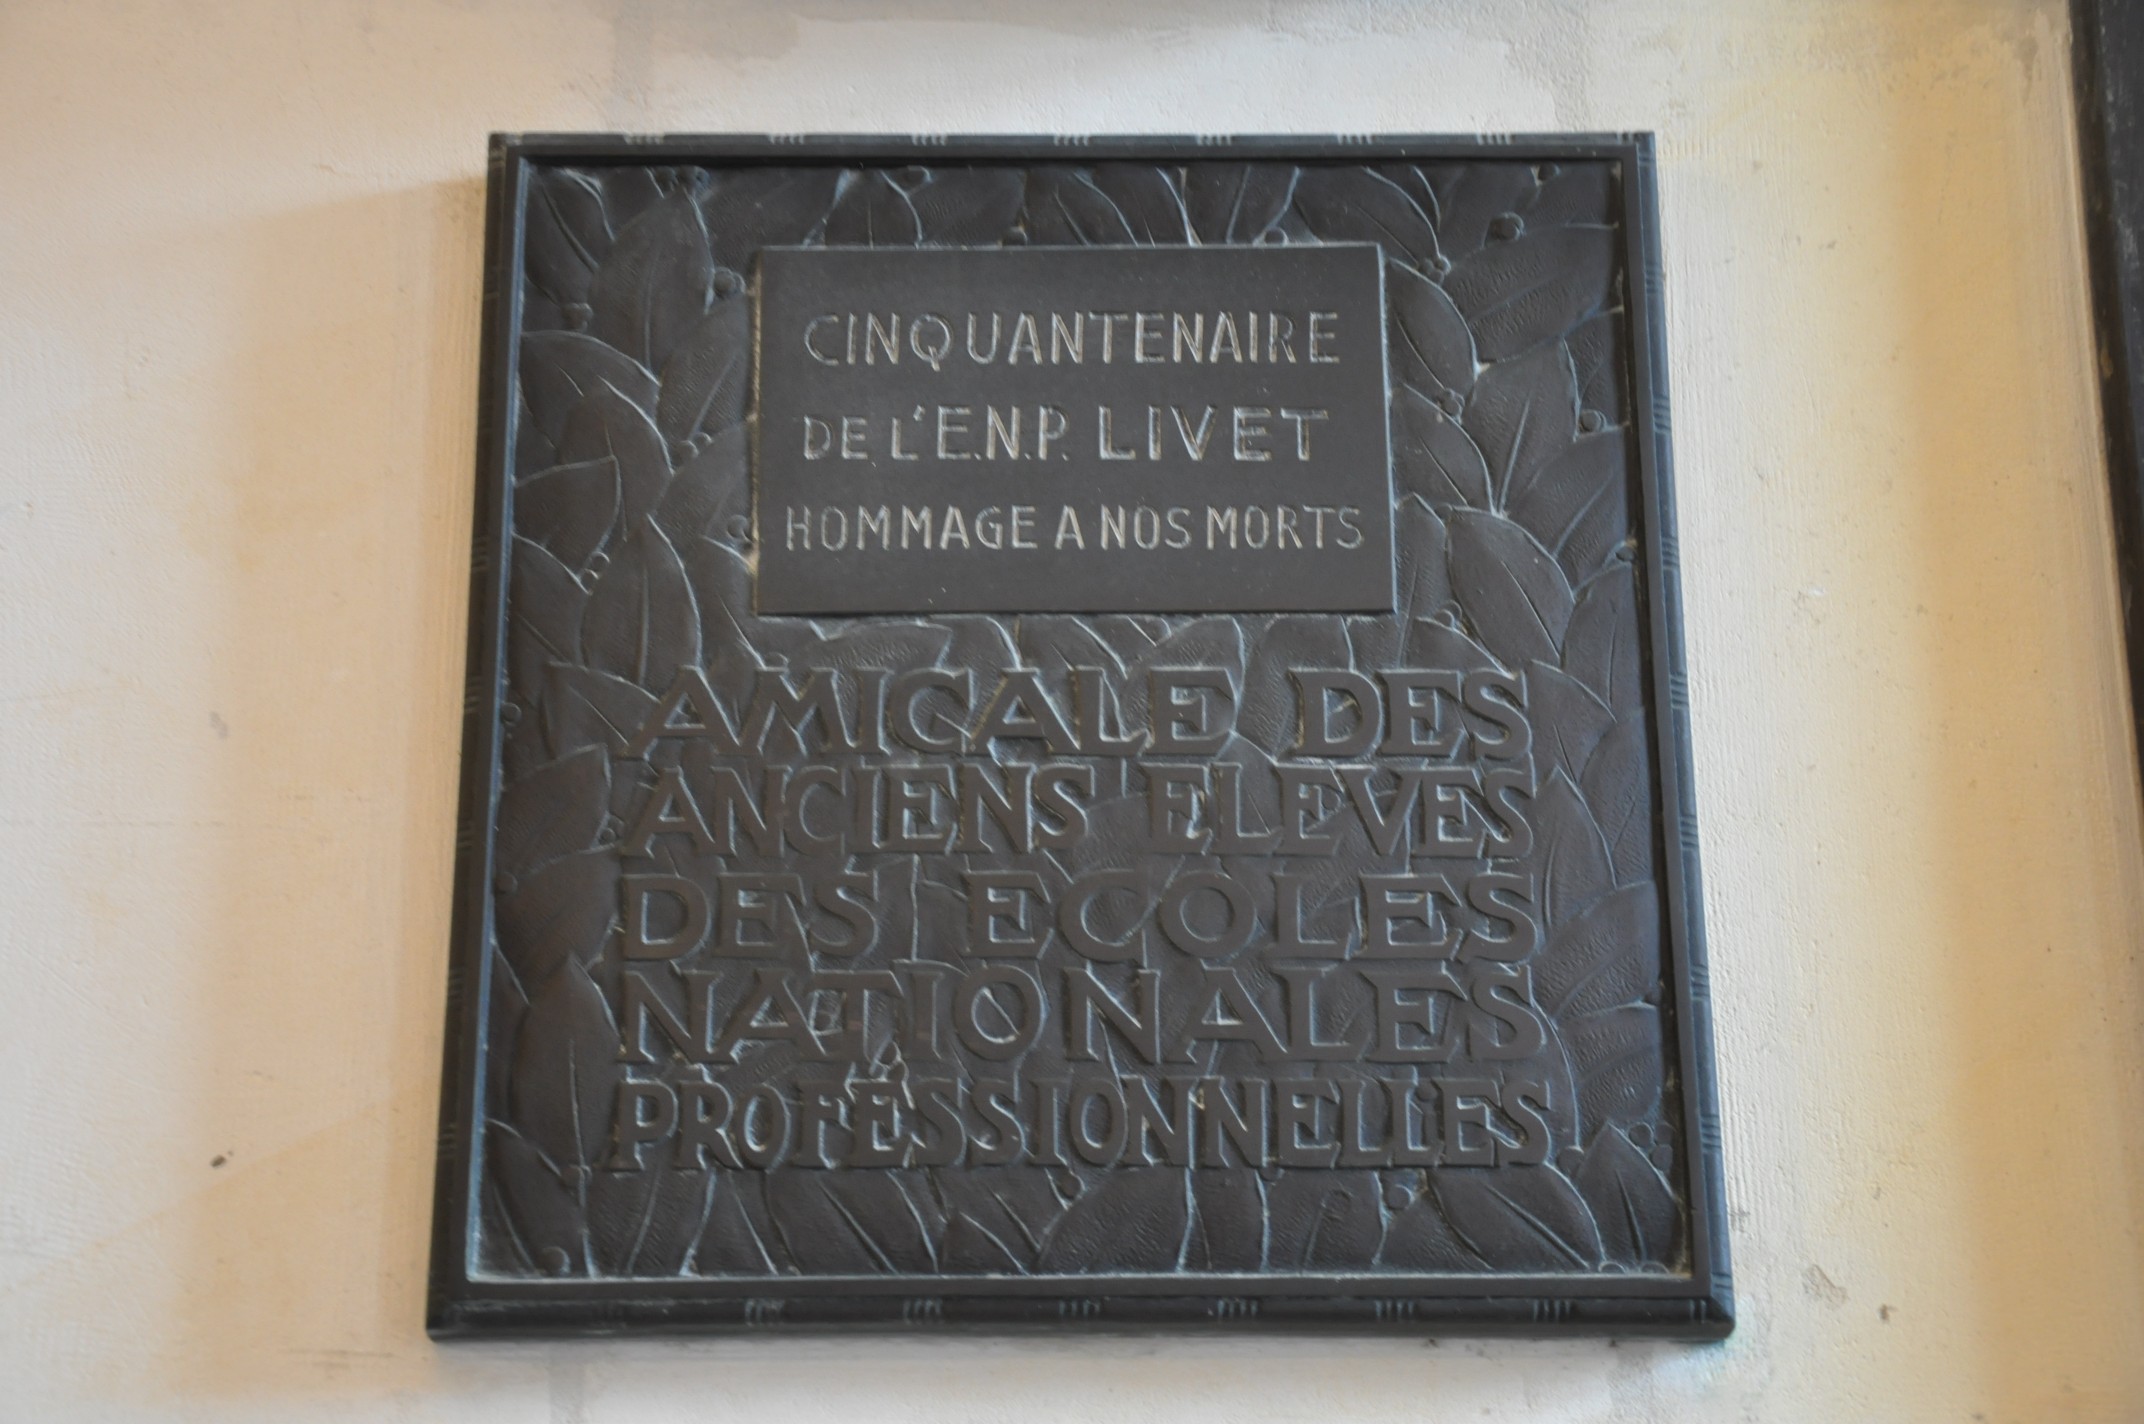 CINQUANTENAIRE
DE L'E.N.P. LIVET
HOMMAGE A NOS MORTS
AMICALE DES
ANCIENS ELEVES
DES ECOLES
NATIONALES
PROFESSIONNELLES